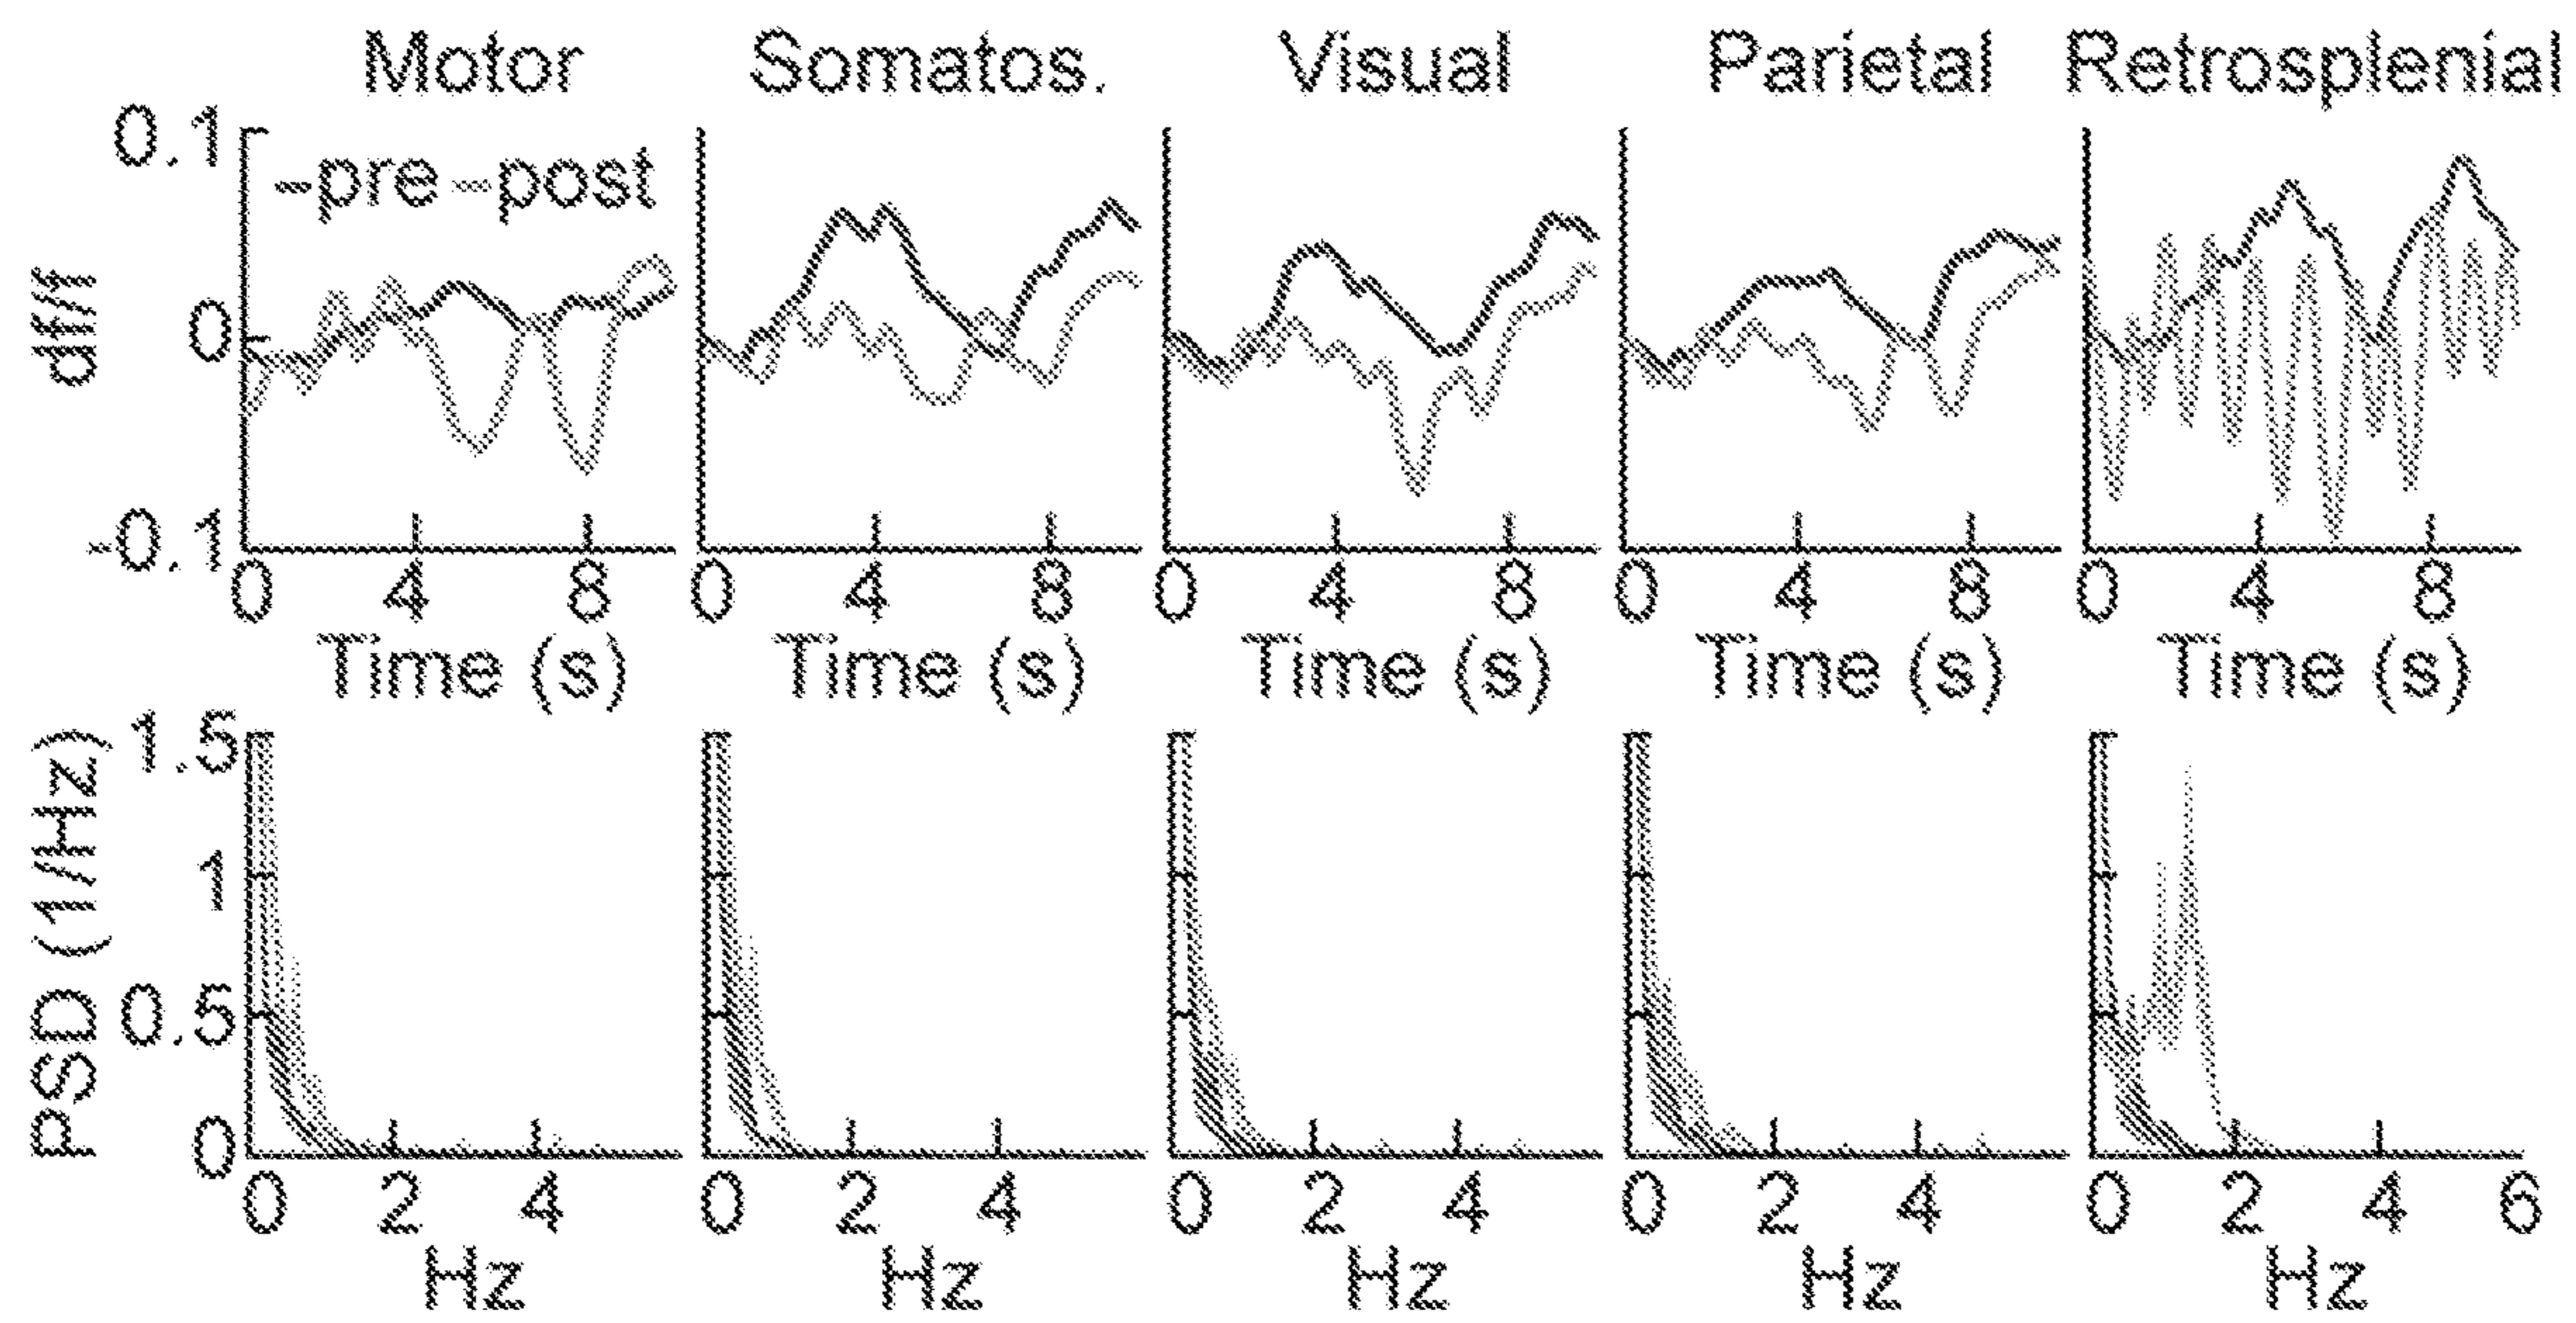 Motor Somatos. Visual Parietal Retrosplenial
0.1
-pre -post
df/f
0
-0.1
0 4 8 0 4 8 0 4 8 0 4 8 0 4 8
Time (s) Time (s) Time (s) Time (s) Time (s)
1.5
PSD (1/Hz)
1
0.5
0
0 2 4 0 2 4 0 2 4 0 2 4 0 2 4 6
Hz Hz Hz Hz Hz